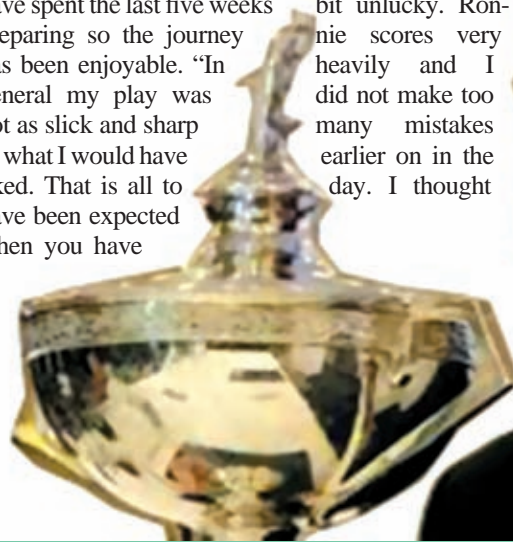 ave spent the last five weeks
eparing so the journey
as been enjoyable. “In
eneral my play was
ot as slick and sharp
what I would have
ked. That is all to
ave been expected
hen you have
bit unlucky. Ron-
nie scores very
heavily and I
did not make too
many mistakes
earlier on in the
day. I thought